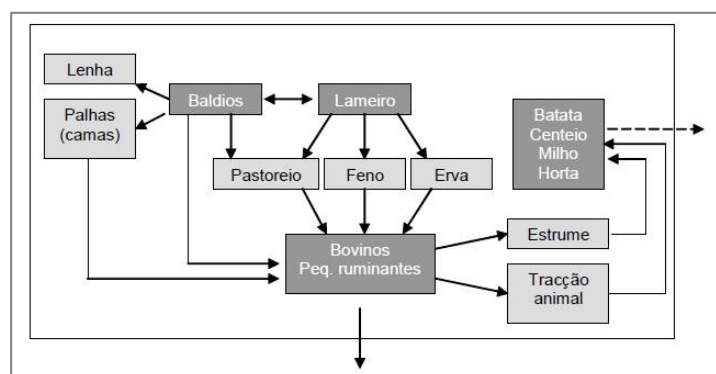 Lenha
Palhas
(camas)
Baldios
Lameiro
Batata
Centeio
Milho
Horta
Pastoreio
Feno
Erva
Bovinos
Peq. ruminantes
Estrume
Tracção
animal